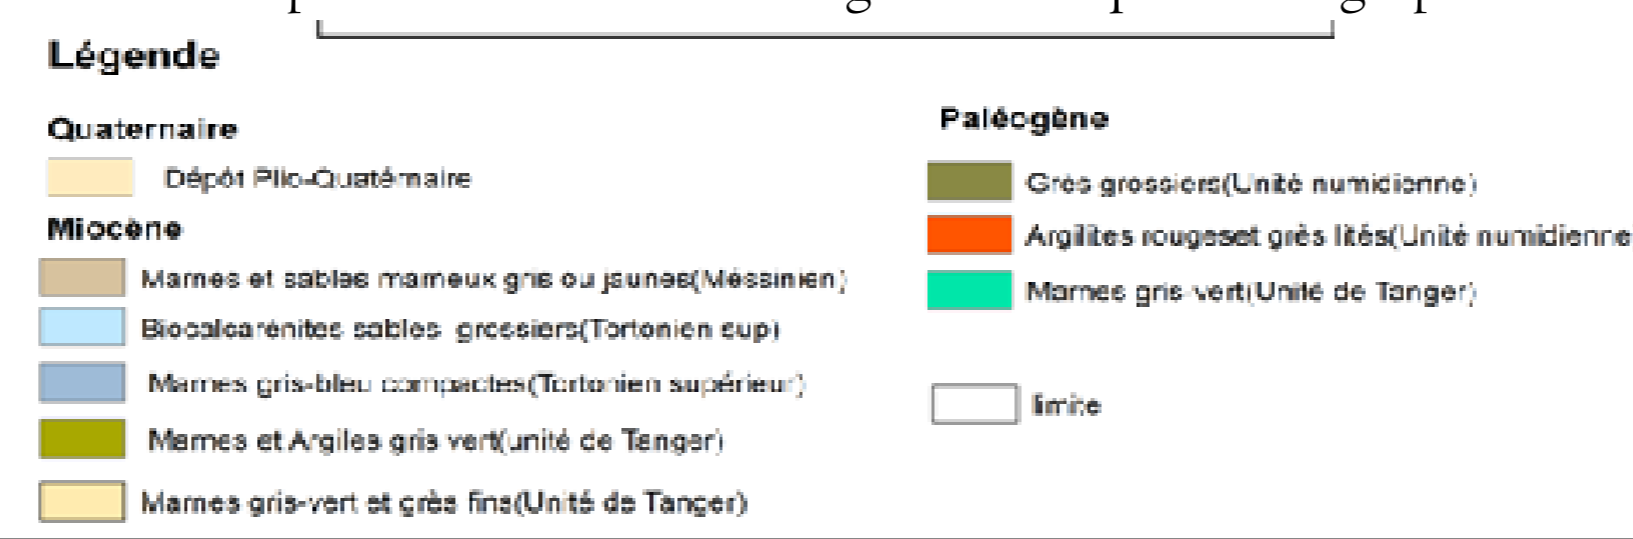 Légende
Quaternaire
Dépôt Plio-Quatérnaire
Miocène
Marnes et sables marneux gris ou jaunes(Méssinien)
Biocalcarénites sables grossiers(Tortonien sup)
Marnes gris-bleu compactes(Tortonien supérieur)
Marnes et Argiles gris vert(unité de Tanger)
Marnes gris-vert et grès fins(Unité de Tanger)
Paléogène
Grès grossiers(Unité numidienne)
Argilites rougeset grès lités(Unité numidienne
Marnes gris-vert(Unité de Tanger)
limite